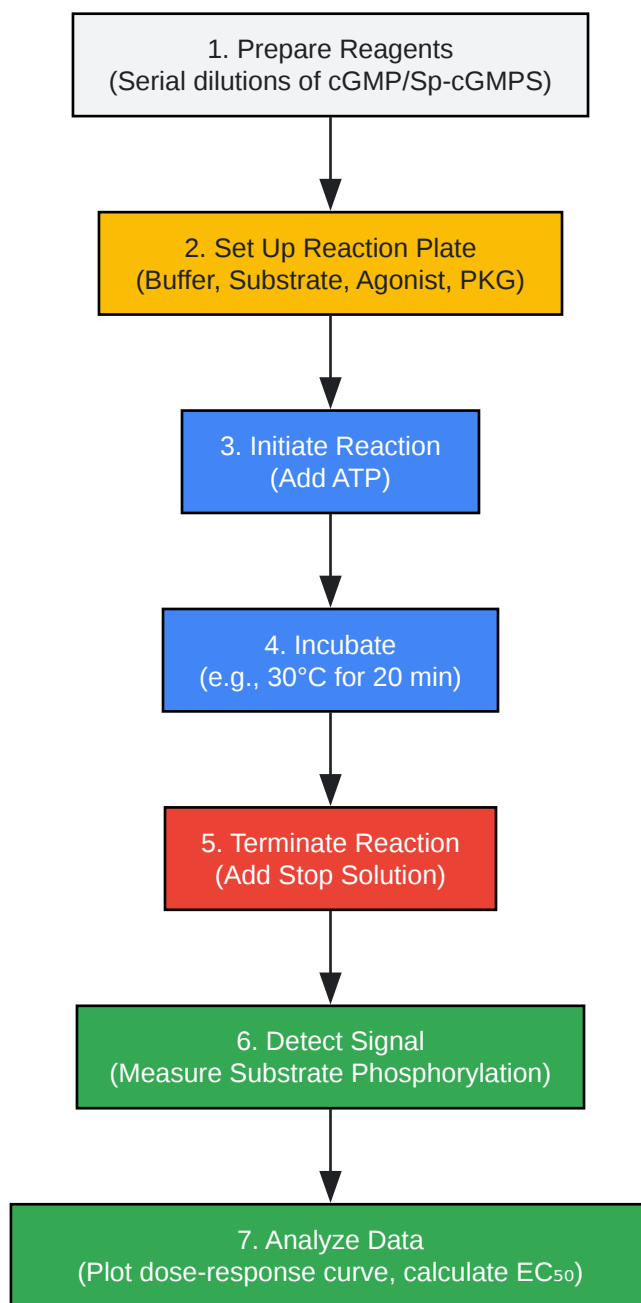 1. Prepare Reagents
(Serial dilutions of cGMP/Sp-cGMPS)
2. Set Up Reaction Plate
(Buffer, Substrate, Agonist, PKG)
3. Initiate Reaction
(Add ATP)
4. Incubate
(e.g., 30°C for 20 min)
5. Terminate Reaction
(Add Stop Solution)
6. Detect Signal
(Measure Substrate Phosphorylation)
7. Analyze Data
(Plot dose-response curve, calculate EC₅₀)